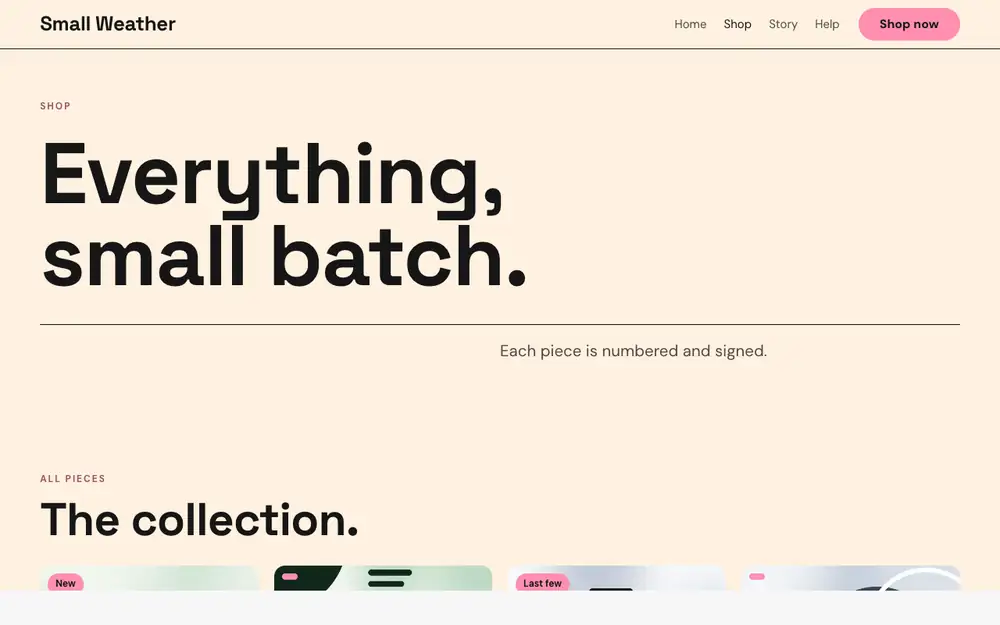 Small Weather
Home Shop Story Help Shop now
SHOP
Everything,
small batch.
Each piece is numbered and signed.
ALL PIECES
The collection.
New
Last few